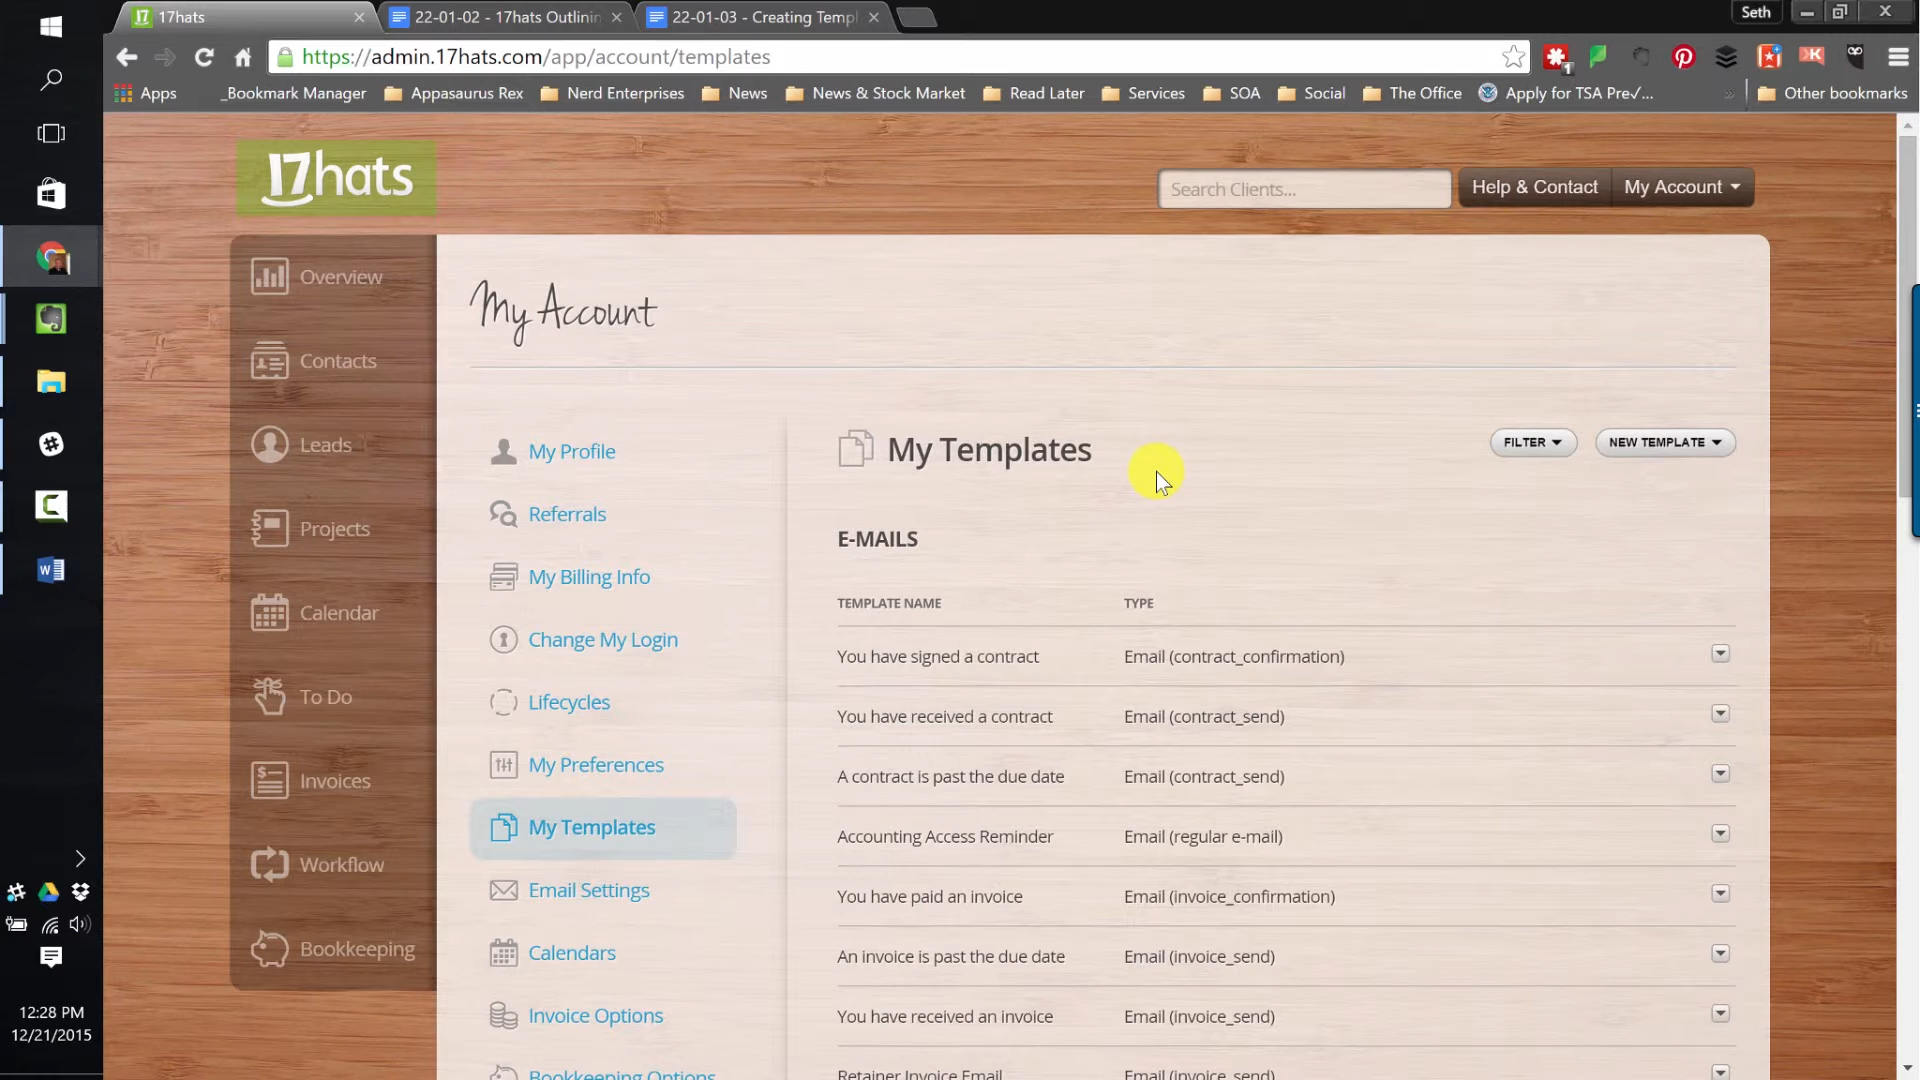 17hats
22-01-02 - 17hats Outlinin
22-01-03 - Creating Templ
Seth
https://admin.17hats.com/app/account/templates
1
Apps
_Bookmark Manager
Appasaurus Rex
Nerd Enterprises
News
News & Stock Market
Read Later
Services
SOA
Social
The Office
Apply for TSA Pre✓...
»
Other bookmarks
17hats
Search Clients...
Help & Contact
My Account
Overview
Contacts
Leads
Projects
Calendar
To Do
Invoices
Workflow
Bookkeeping
My Account
My Profile
Referrals
My Billing Info
Change My Login
Lifecycles
My Preferences
My Templates
Email Settings
Calendars
Invoice Options
Bookkeeping Options
My Templates
FILTER
NEW TEMPLATE
E-MAILS
TEMPLATE NAME TYPE
You have signed a contract Email (contract_confirmation)
You have received a contract Email (contract_send)
A contract is past the due date Email (contract_send)
Accounting Access Reminder Email (regular e-mail)
You have paid an invoice Email (invoice_confirmation)
An invoice is past the due date Email (invoice_send)
You have received an invoice Email (invoice_send)
Retainer Invoice Email Email (invoice_send)
12:28 PM
12/21/2015